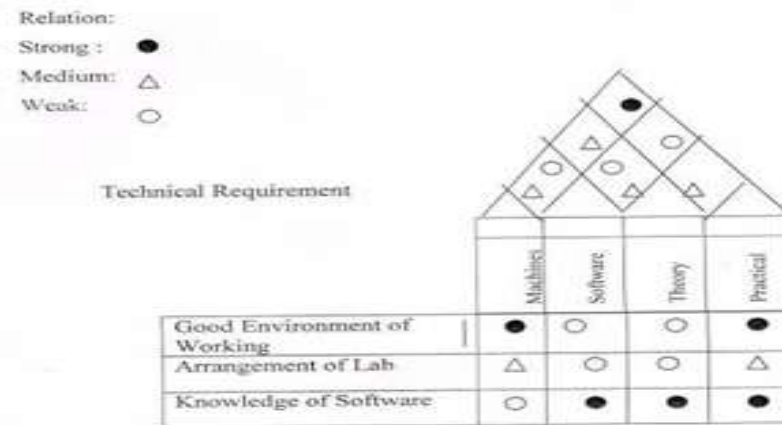 Relation:
Strong :
Medium:
Weak:
Technical Requirement
Machines
Software
Theory
Practical
Good Environment of
Working
Arrangement of Lab
Knowledge of Software